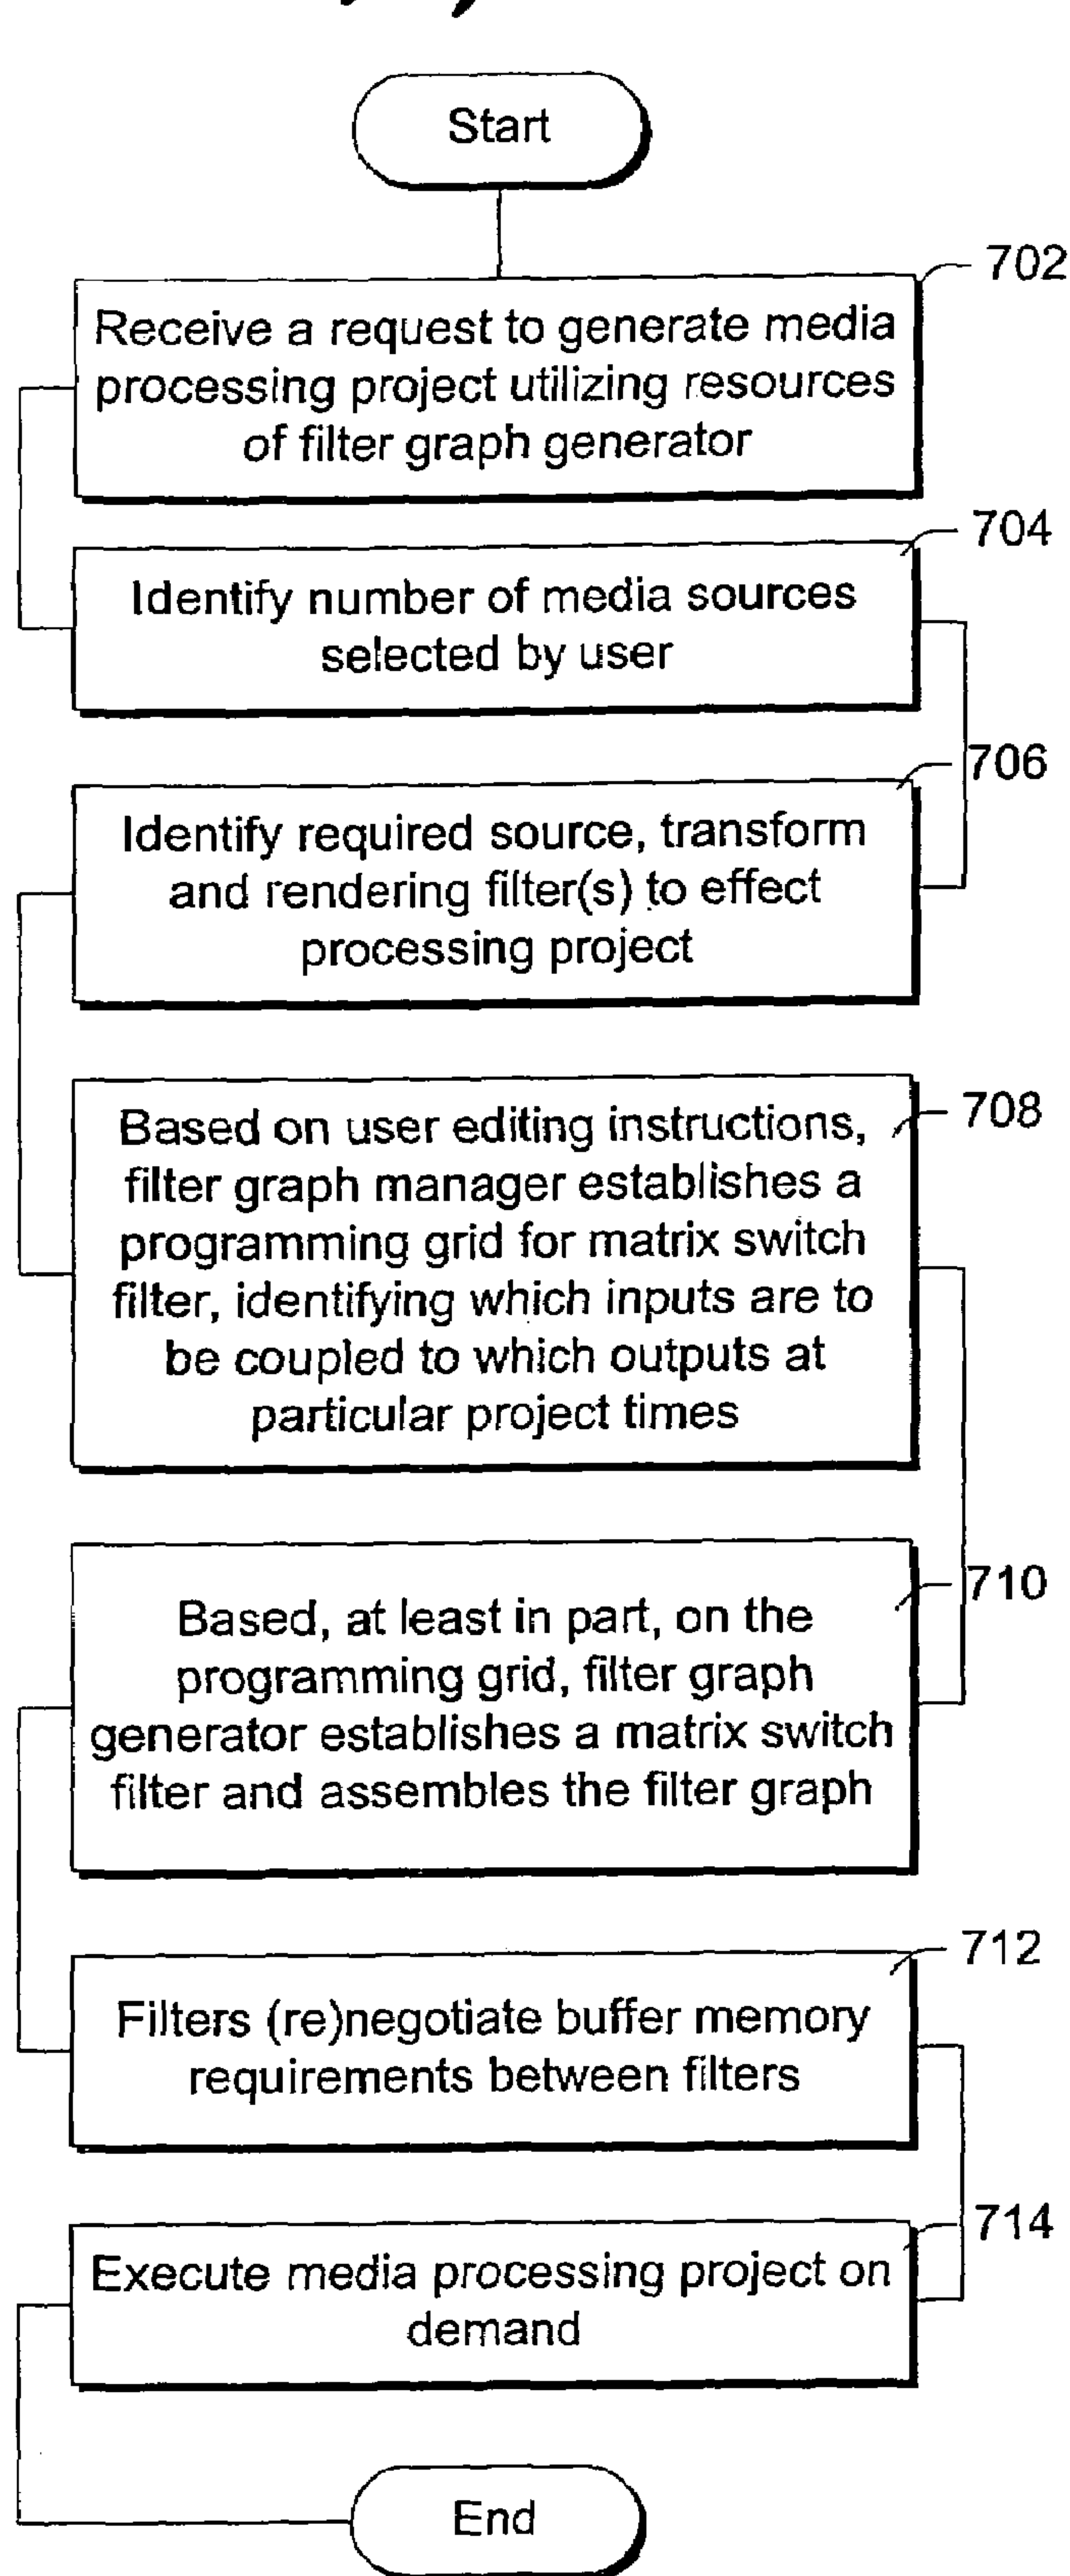 Start
702
Receive a request to generate media
processing project utilizing resources
of filter graph generator
704
Identify number of media sources
selected by user
706
Identify required source, transform
and rendering filter(s) to effect
processing project
708
Based on user editing instructions,
filter graph manager establishes a
programming grid for matrix switch
filter, identifying which inputs are to
be coupled to which outputs at
particular project times
710
Based, at least in part, on the
programming grid, filter graph
generator establishes a matrix switch
filter and assembles the filter graph
712
Filters (re)negotiate buffer memory
requirements between filters
714
Execute media processing project on
demand
End